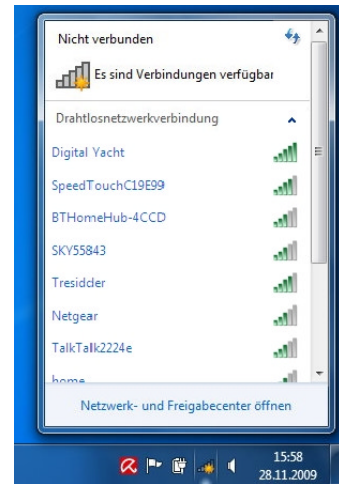 Nicht verbunden
Es sind Verbindungen verfügbar
Drahtlosnetzwerkverbindung
Digital Yacht
SpeedTouchC19E99
BTHomeHub-4CCD
SKY55843
Tresidder
Netgear
TalkTalk2224e
home
Netzwerk- und Freigabecenter öffnen
15:58
28.11.2009